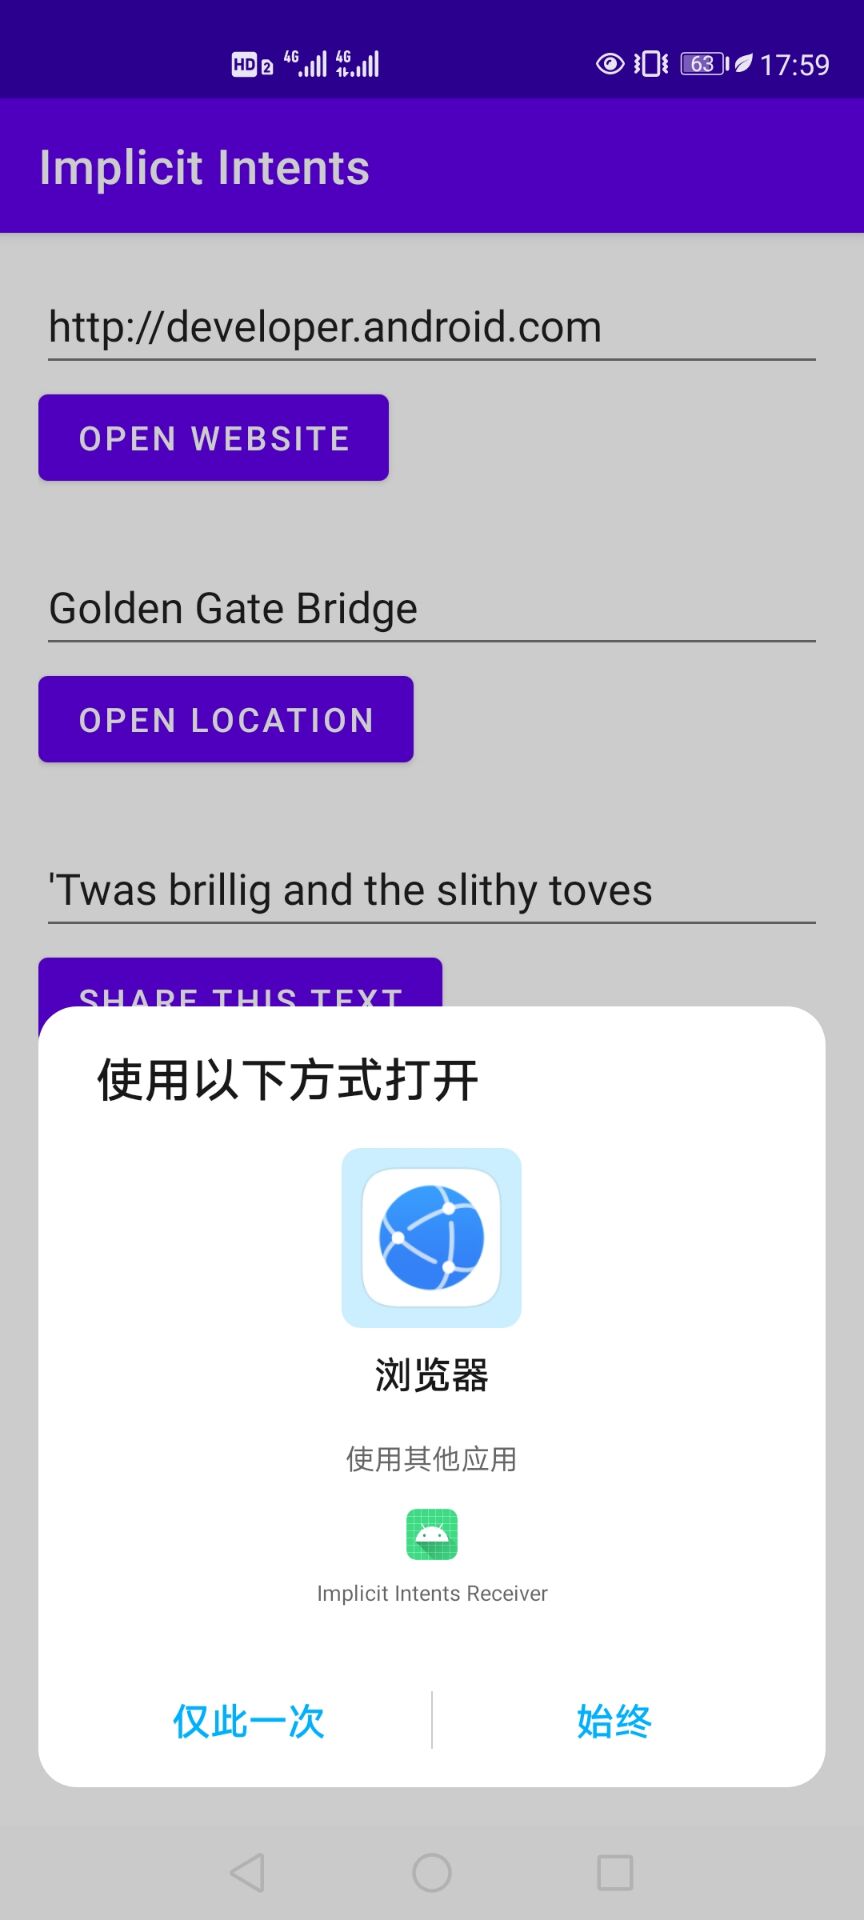 HD 2 4G 4G 63 17:59
Implicit Intents
http://developer.android.com
OPEN WEBSITE
Golden Gate Bridge
OPEN LOCATION
'Twas brillig and the slithy toves
SHARE THIS TEXT
使用以下方式打开
浏览器
使用其他应用
Implicit Intents Receiver
仅此一次
始终